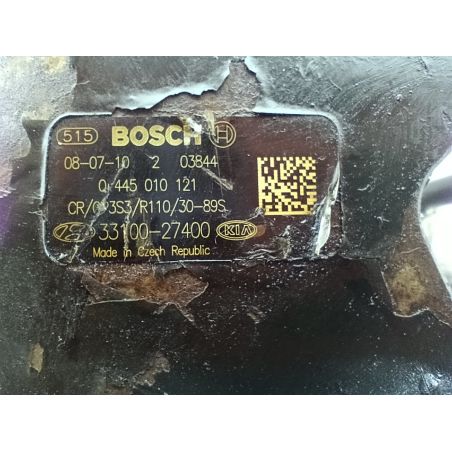 515 BOSCH
08-07-10 2 03844
0 445 010 121
CR/CP3S3/R110/30-89S
33100-27400 KIA
Made in Czech Republic